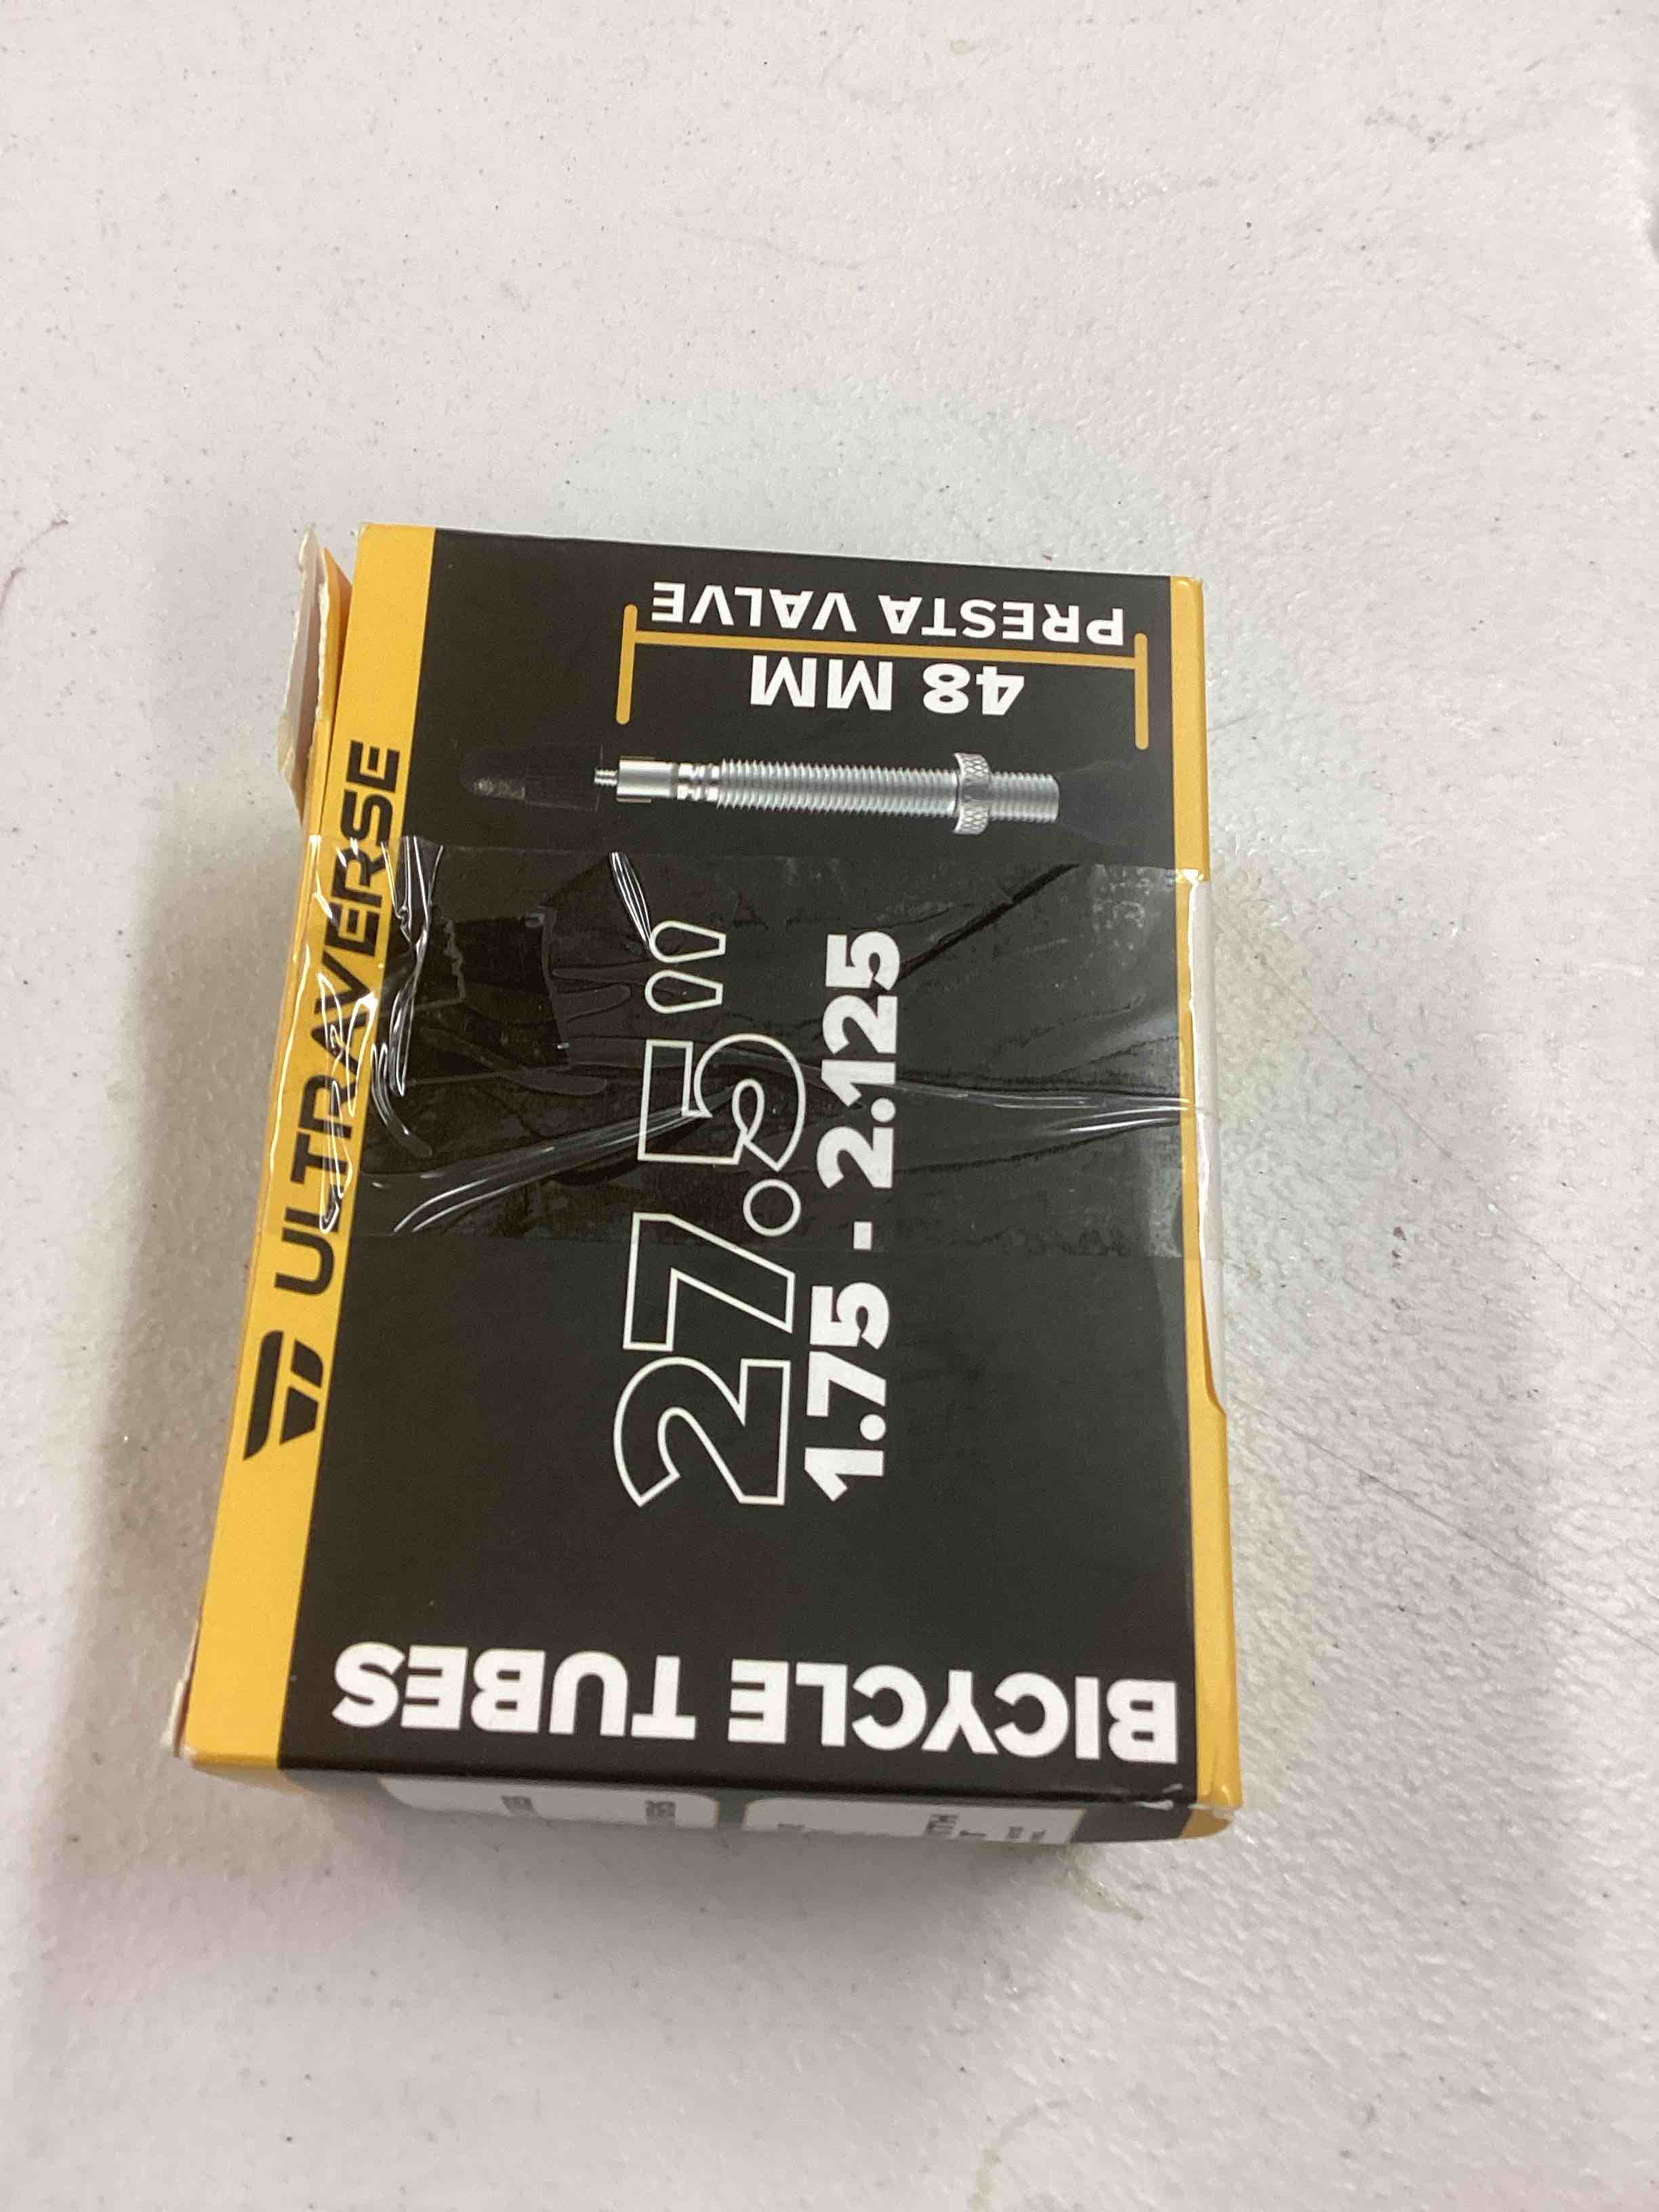 ULTRAVERSE
BICYCLE TUBES
27.5"
1.75 - 2.125
48 MM
PRESTA VALVE